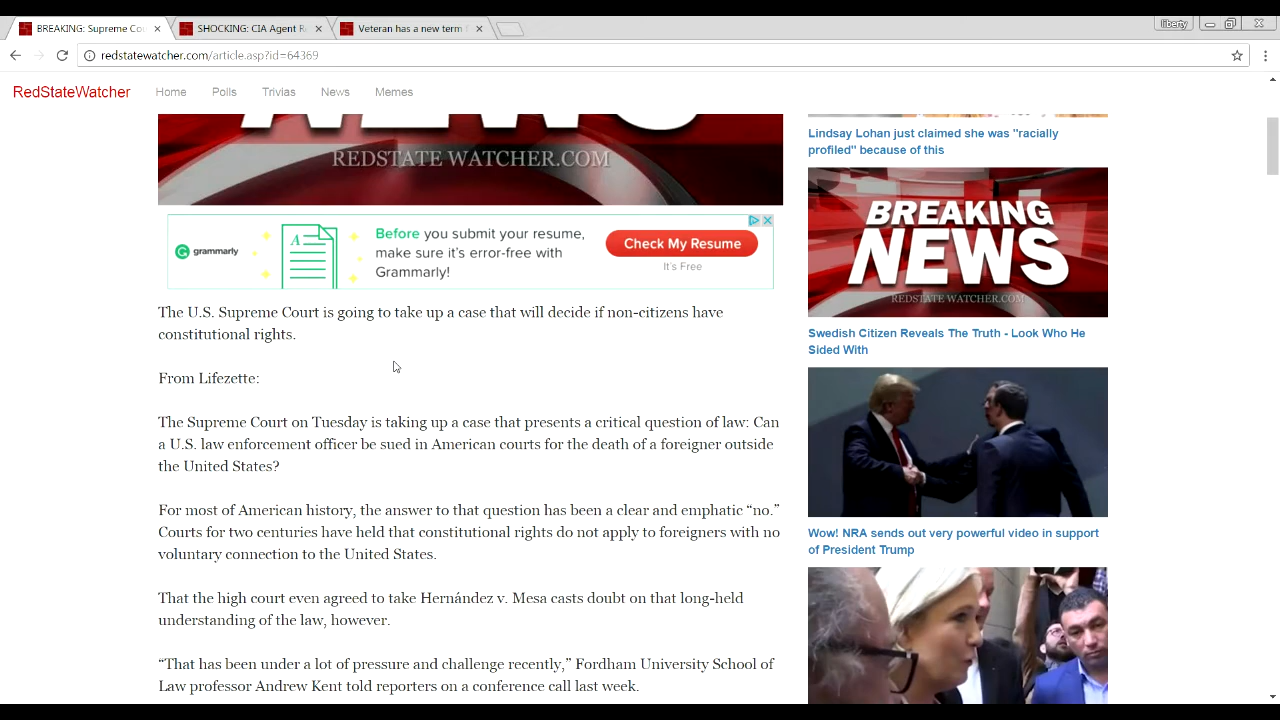 BREAKING: Supreme Cou
SHOCKING: CIA Agent R
Veteran has a new term
liberty
redstatewatcher.com/article.asp?id=64369
RedStateWatcher
Home
Polls
Trivias
News
Memes
NEWS
REDSTATE WATCHER.COM
grammarly
A
Before you submit your resume,
make sure it's error-free with
Grammarly!
Check My Resume
It's Free
The U.S. Supreme Court is going to take up a case that will decide if non-citizens have
constitutional rights.
From Lifezette:
The Supreme Court on Tuesday is taking up a case that presents a critical question of law: Can
a U.S. law enforcement officer be sued in American courts for the death of a foreigner outside
the United States?
For most of American history, the answer to that question has been a clear and emphatic “no.”
Courts for two centuries have held that constitutional rights do not apply to foreigners with no
voluntary connection to the United States.
That the high court even agreed to take Hernández v. Mesa casts doubt on that long-held
understanding of the law, however.
“That has been under a lot of pressure and challenge recently,” Fordham University School of
Law professor Andrew Kent told reporters on a conference call last week.
Lindsay Lohan just claimed she was "racially
profiled" because of this
BREAKING
NEWS
REDSTATE WATCHER.COM
Swedish Citizen Reveals The Truth - Look Who He
Sided With
Wow! NRA sends out very powerful video in support
of President Trump